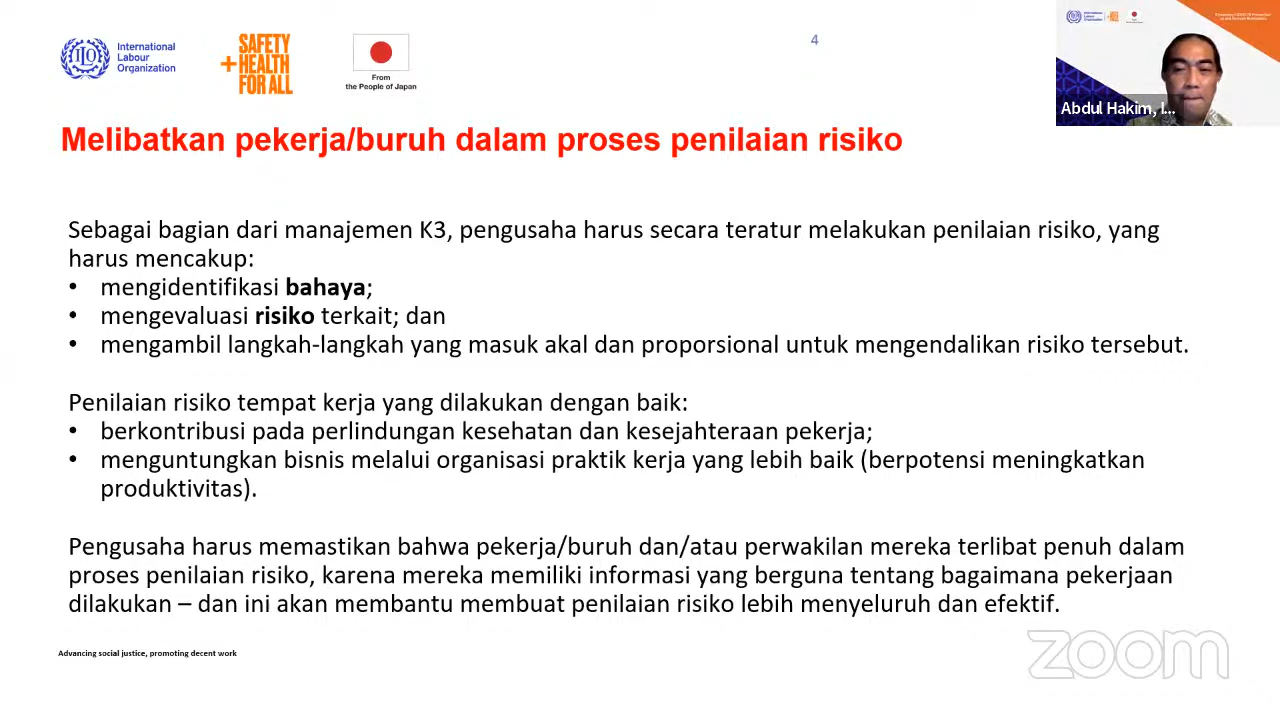 International
Labour
Organization
SAFETY
+HEALTH
FOR ALL
From
the People of Japan
4
Abdul Hakim, I...
Melibatkan pekerja/buruh dalam proses penilaian risiko
Sebagai bagian dari manajemen K3, pengusaha harus secara teratur melakukan penilaian risiko, yang
harus mencakup:
• mengidentifikasi bahaya;
• mengevaluasi risiko terkait; dan
• mengambil langkah-langkah yang masuk akal dan proporsional untuk mengendalikan risiko tersebut.
Penilaian risiko tempat kerja yang dilakukan dengan baik:
• berkontribusi pada perlindungan kesehatan dan kesejahteraan pekerja;
• menguntungkan bisnis melalui organisasi praktik kerja yang lebih baik (berpotensi meningkatkan
produktivitas).
Pengusaha harus memastikan bahwa pekerja/buruh dan/atau perwakilan mereka terlibat penuh dalam
proses penilaian risiko, karena mereka memiliki informasi yang berguna tentang bagaimana pekerjaan
dilakukan – dan ini akan membantu membuat penilaian risiko lebih menyeluruh dan efektif.
Advancing social justice, promoting decent work
zoom